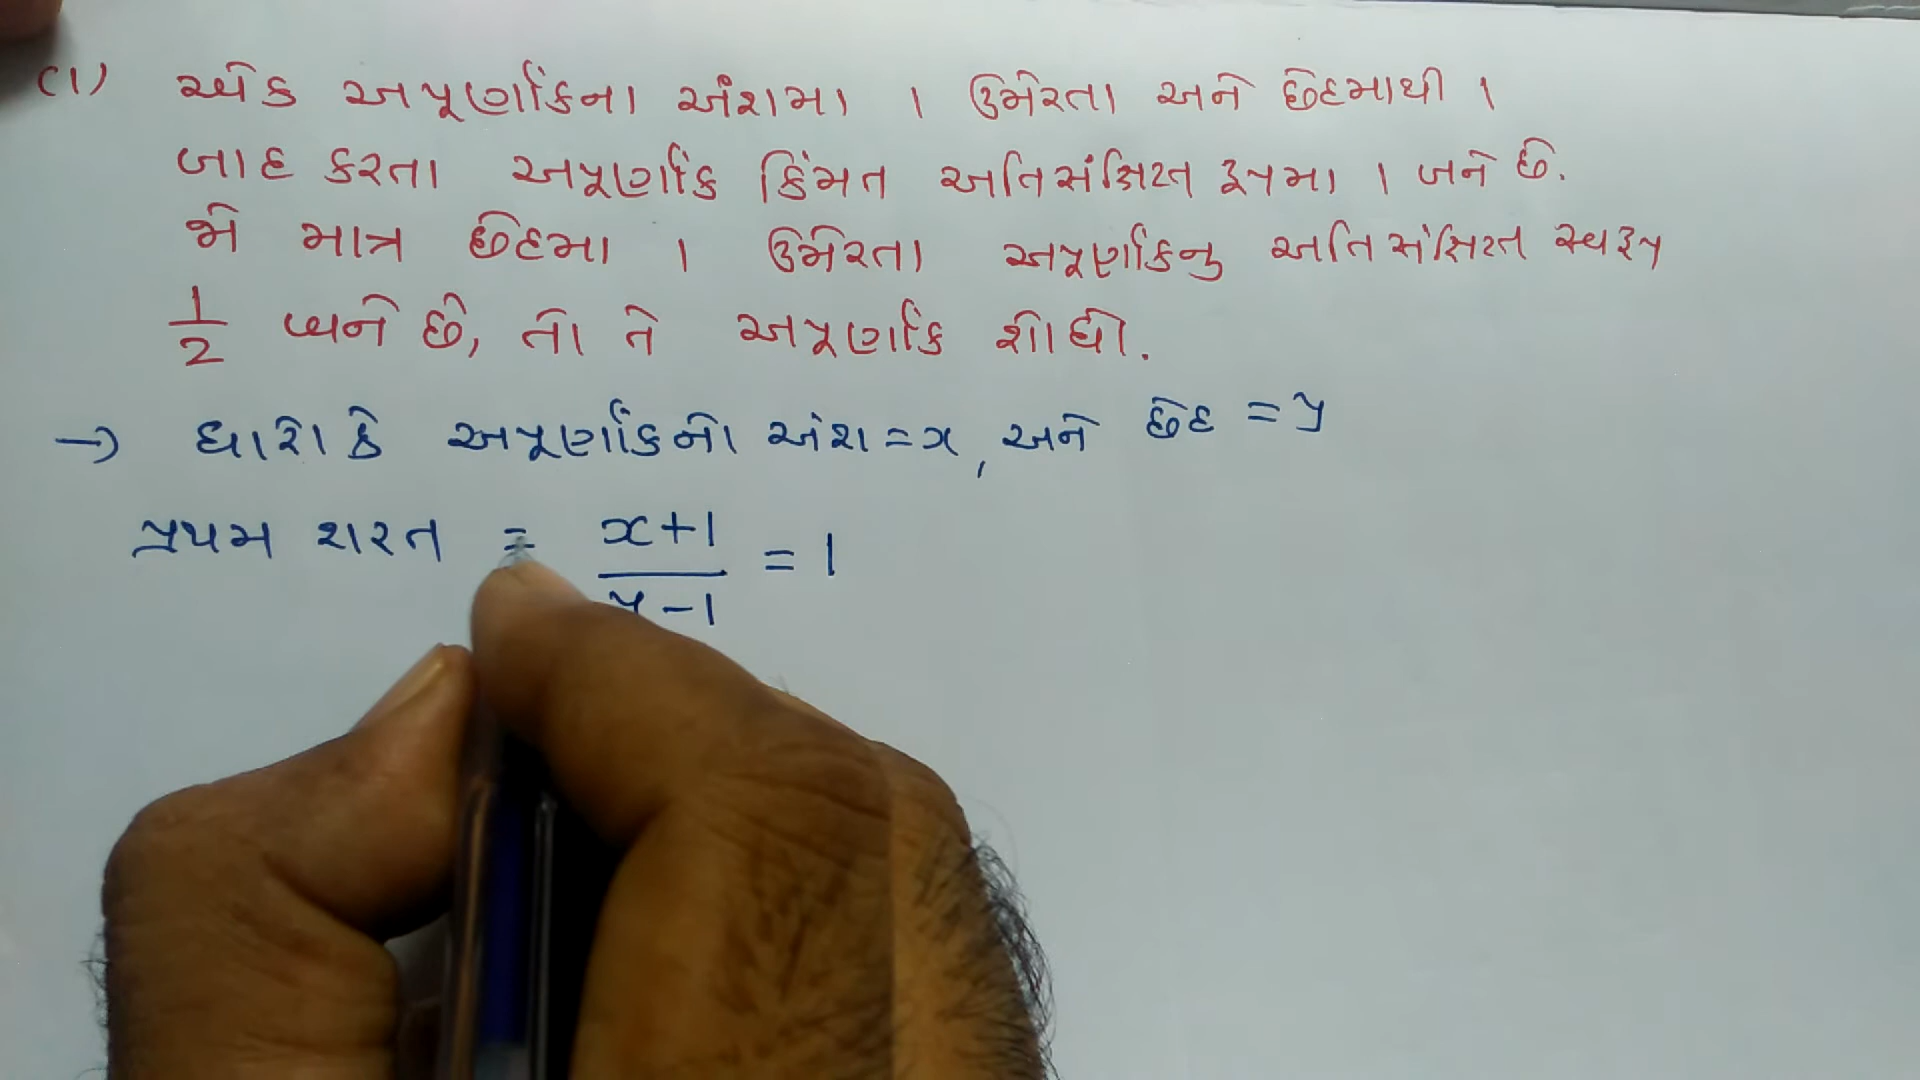 (1) એક અપૂર્ણાંકના અંશમા 1 ઉમેરતા અને છેદમાથી 1
બાદ કરતા અપૂર્ણાંક કિંમત અતિસંક્ષિપ્ત રૂપમા 1 બને છે.
જો માત્ર છેદમા 1 ઉમેરતા અપૂર્ણાંકનુ અતિસંક્ષિપ્ત સ્વરૂપ
1/2 બને છે, તો તે અપૂર્ણાંક શોધો.
→ ધારો કે અપૂર્ણાંકનો અંશ = x, અને છેદ = y
પ્રથમ શરત = x+1/y-1 = 1